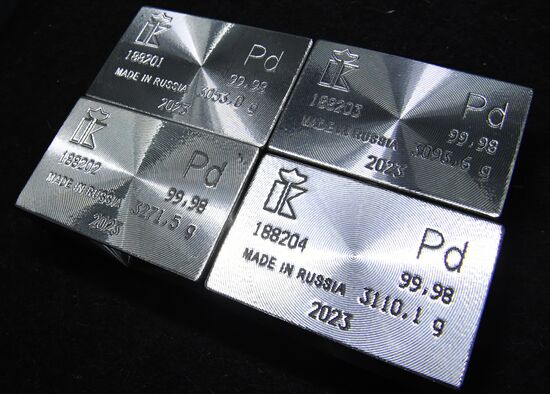 188201
Pd
99.98
MADE IN RUSSIA
3053.0 g
2023
188203
Pd
99.98
MADE IN RUSSIA
3096.6 g
2023
188202
Pd
99.98
MADE IN RUSSIA
3271.5 g
2023
188204
Pd
99.98
MADE IN RUSSIA
3110.1 g
2023